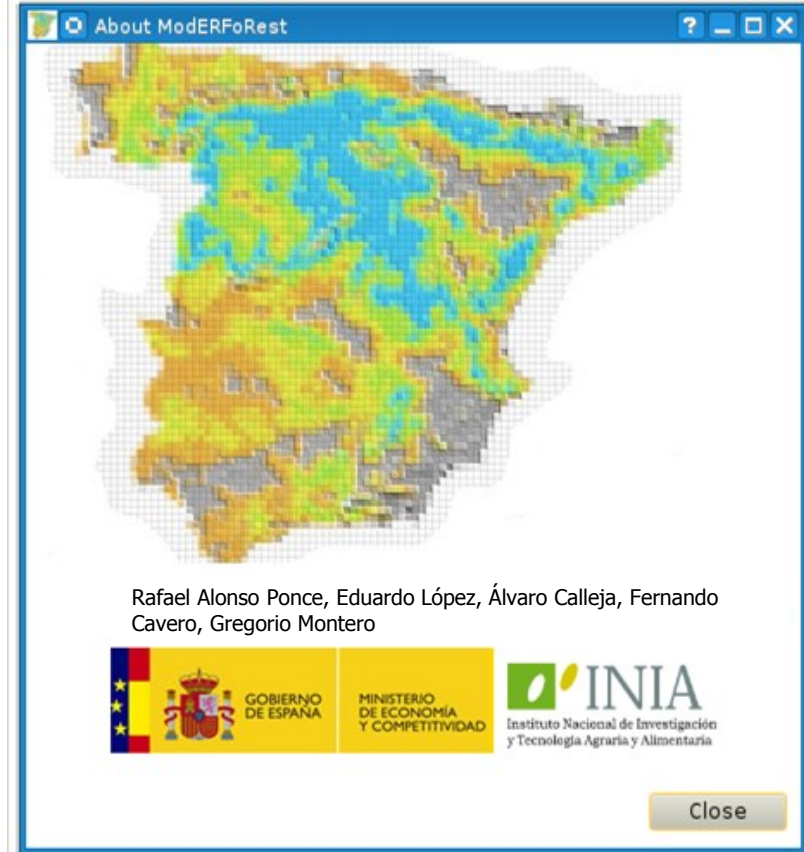 About ModERFoRest
Rafael Alonso Ponce, Eduardo López, Álvaro Calleja, Fernando
Cavero, Gregorio Montero
GOBIERNO
DE ESPAÑA
MINISTERIO
DE ECONOMÍA
Y COMPETITIVIDAD
INIA
Instituto Nacional de Investigación
y Tecnología Agraria y Alimentaria
Close